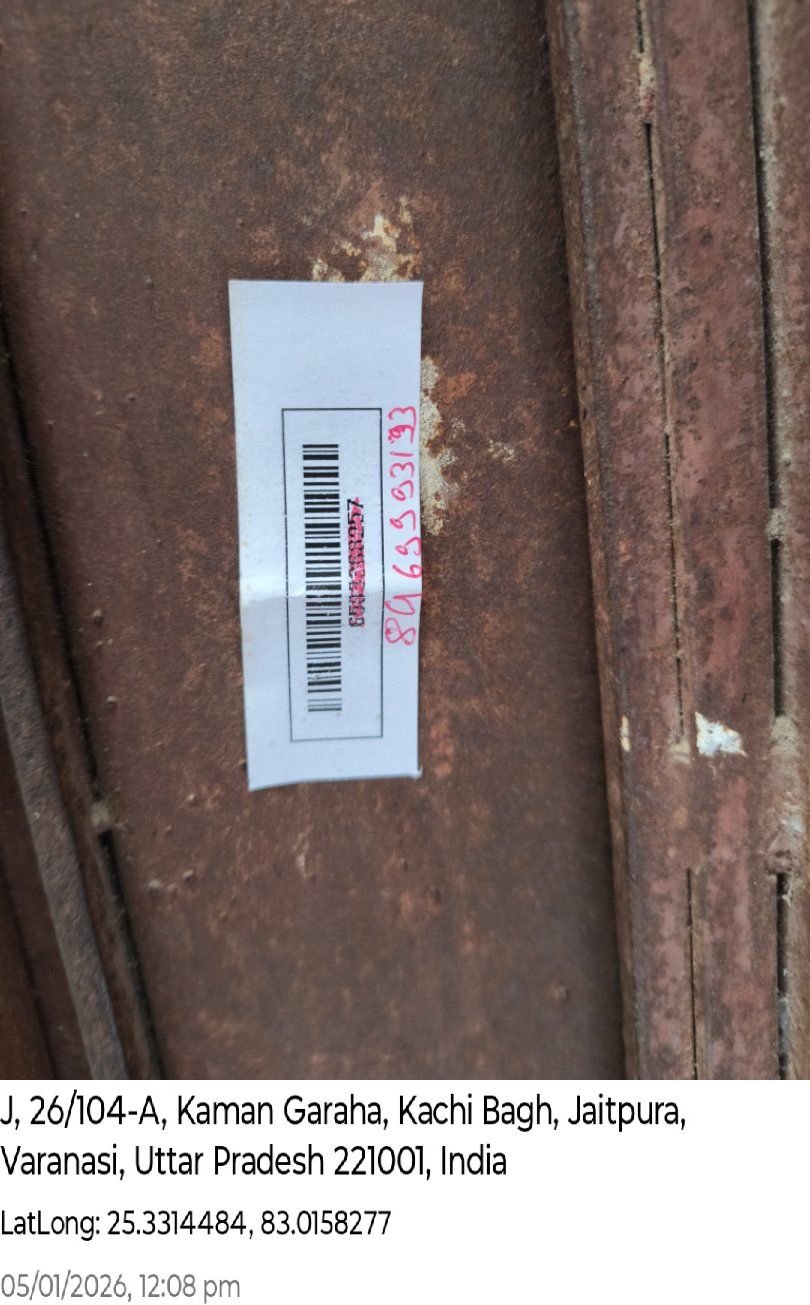 8469993193
J, 26/104-A, Kaman Garaha, Kachi Bagh, Jaitpura,
Varanasi, Uttar Pradesh 221001, India
LatLong: 25.3314484, 83.0158277
05/01/2026, 12:08 pm